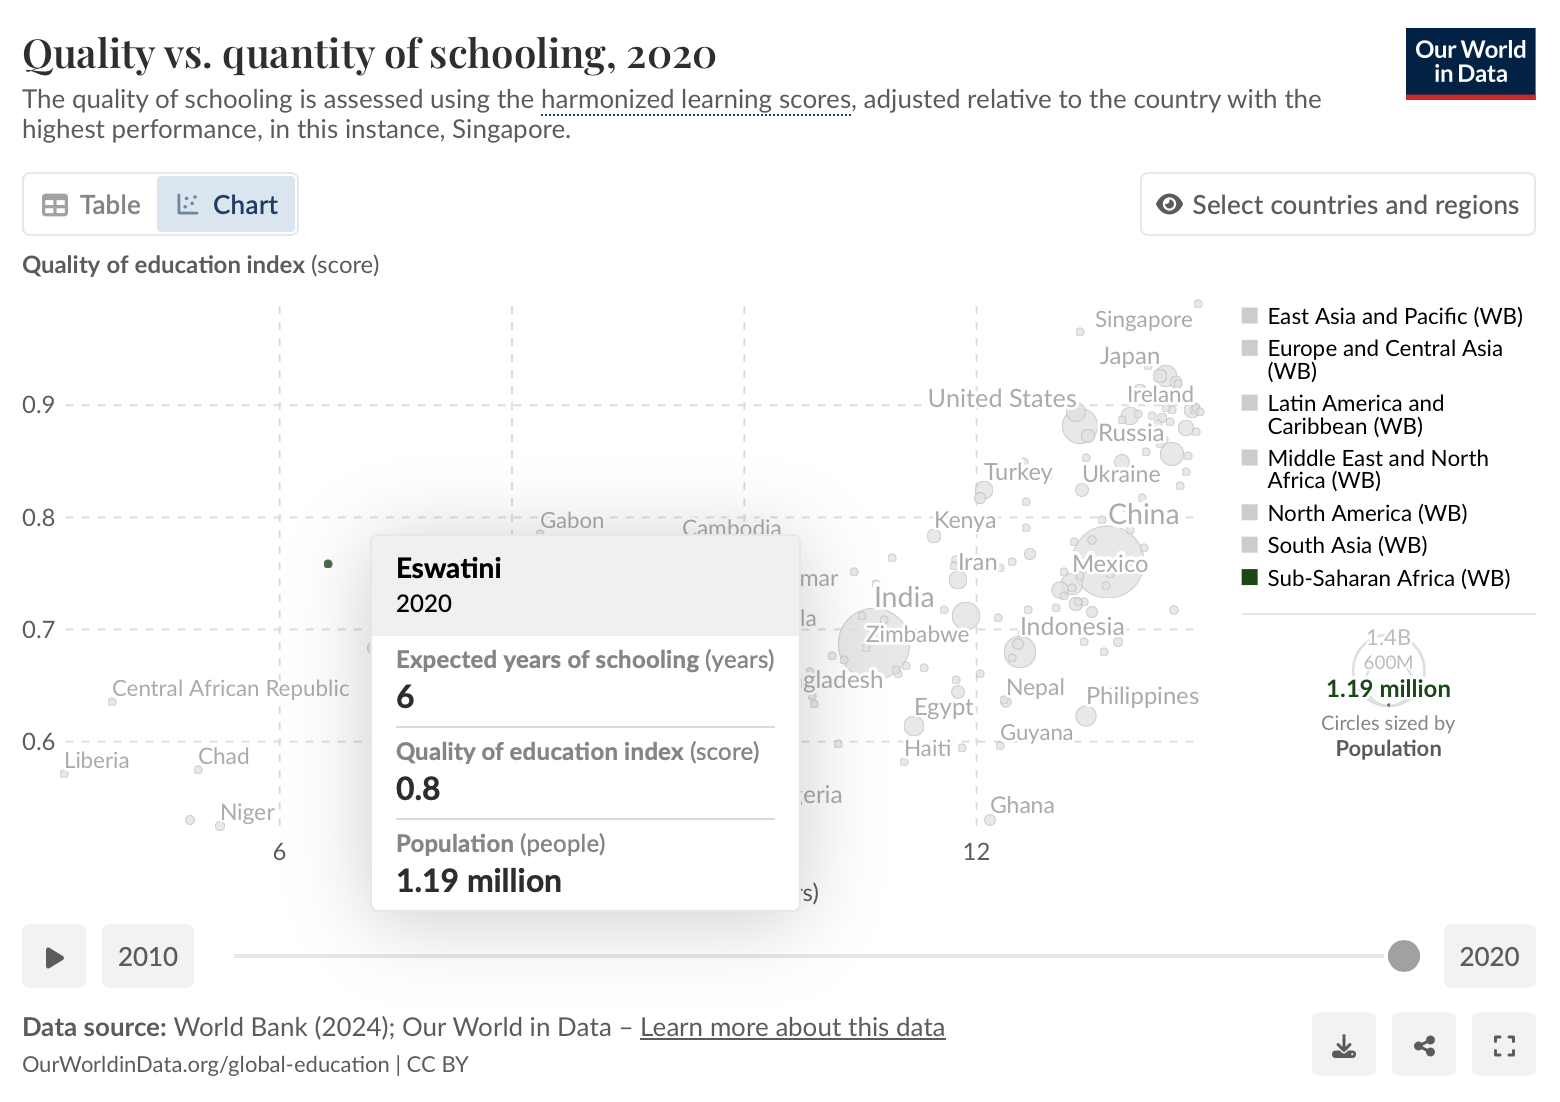 Quality vs. quantity of schooling, 2020
The quality of schooling is assessed using the harmonized learning scores, adjusted relative to the country with the
highest performance, in this instance, Singapore.
Our World
in Data
Table
Chart
Select countries and regions
Quality of education index (score)
Singapore
Japan
United States
Ireland
0.9
Russia
Turkey
Ukraine
0.8
Gabon
Cambodia
Kenya
China
Iran
Mexico
mar
India
la
0.7
Zimbabwe
Indonesia
Central African Republic
gladesh
Nepal
Philippines
Egypt
0.6
Guyana
Liberia
Chad
Haiti
Niger
eria
Ghana
6
12
s)
Eswatini
2020
Expected years of schooling (years)
6
Quality of education index (score)
0.8
Population (people)
1.19 million
East Asia and Pacific (WB)
Europe and Central Asia
(WB)
Latin America and
Caribbean (WB)
Middle East and North
Africa (WB)
North America (WB)
South Asia (WB)
Sub-Saharan Africa (WB)
1.4B
600M
1.19 million
Circles sized by
Population
2010
2020
Data source: World Bank (2024); Our World in Data – Learn more about this data
OurWorldinData.org/global-education | CC BY